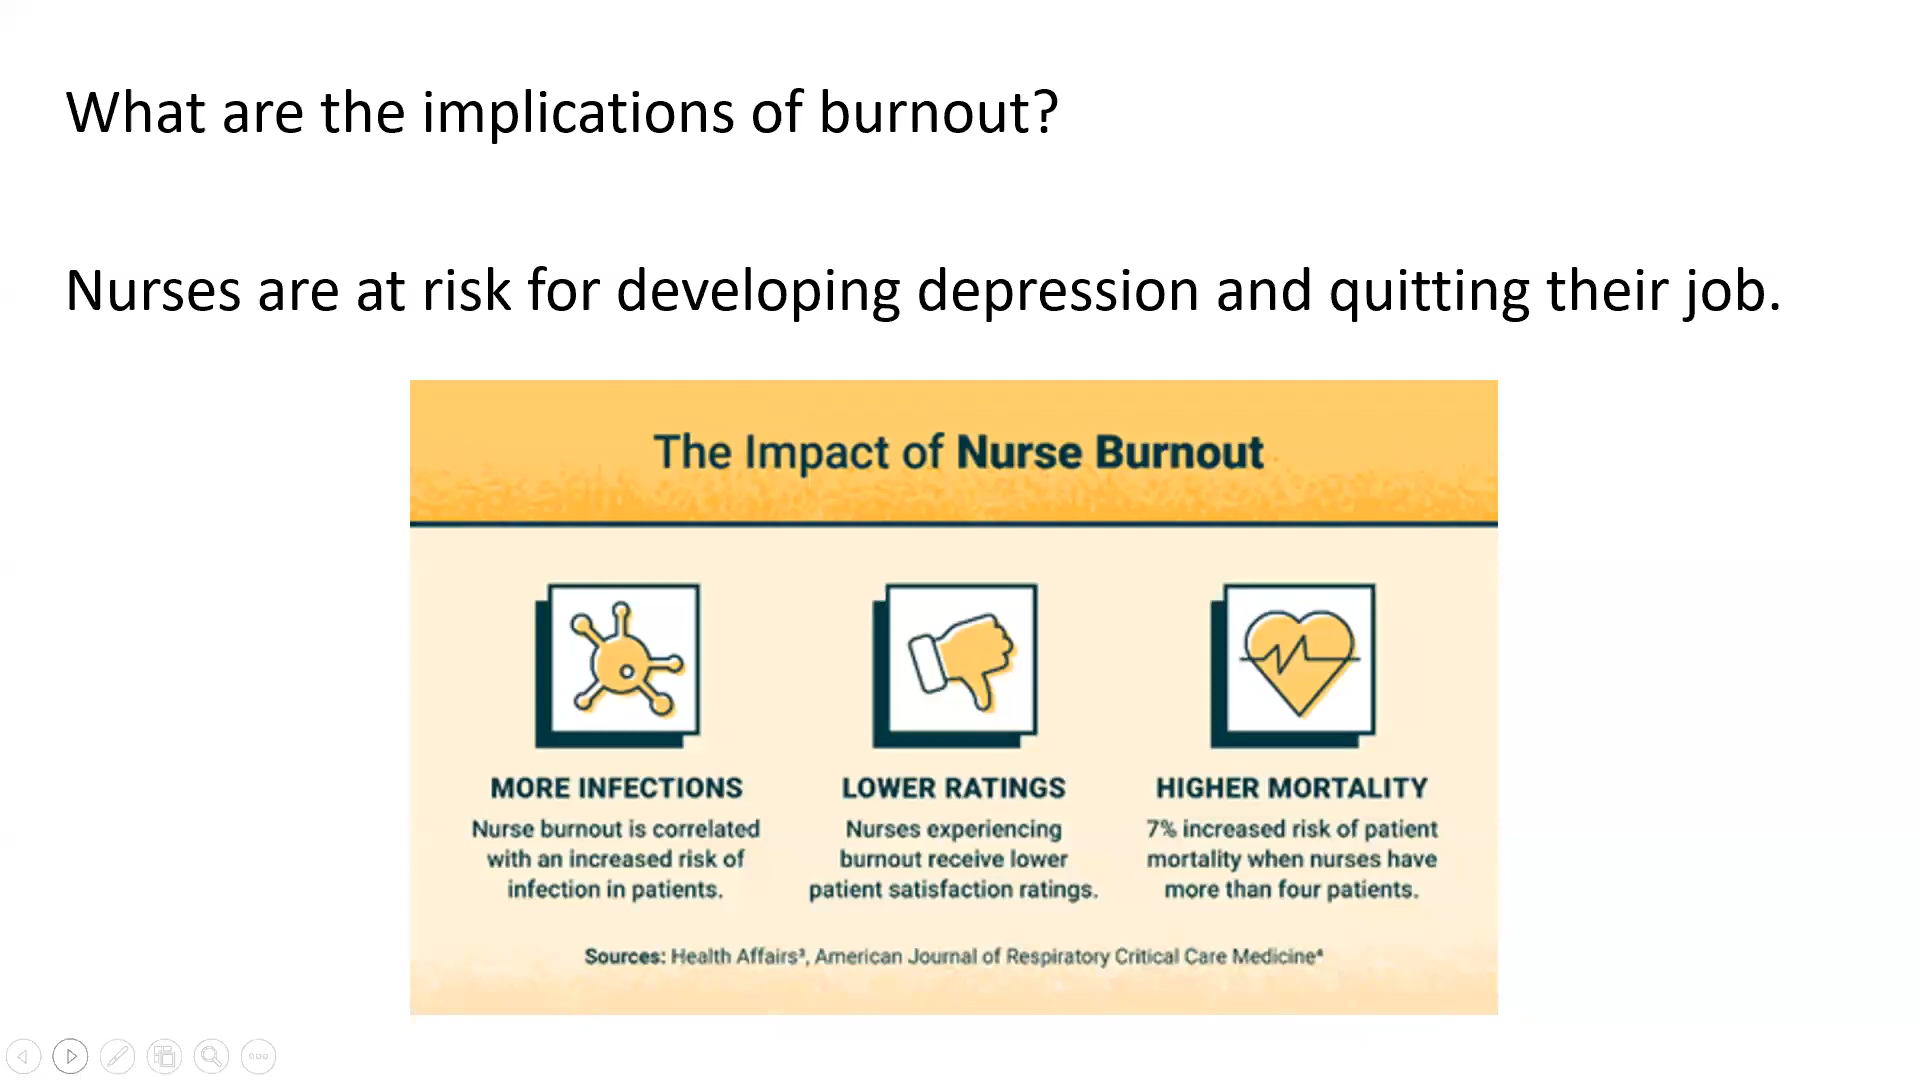 What are the implications of burnout?
Nurses are at risk for developing depression and quitting their job.
The Impact of Nurse Burnout
MORE INFECTIONS
Nurse burnout is correlated
with an increased risk of
infection in patients.
LOWER RATINGS
Nurses experiencing
burnout receive lower
patient satisfaction ratings.
HIGHER MORTALITY
7% increased risk of patient
mortality when nurses have
more than four patients.
Sources: Health Affairs³, American Journal of Respiratory Critical Care Medicine⁴